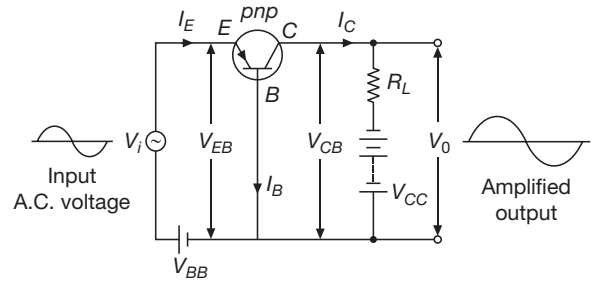 pnp
I_E
E
C
I_C
B
R_L
V_i
~
V_EB
V_CB
V_0
I_B
V_CC
V_BB
Input
A.C. voltage
Amplified
output